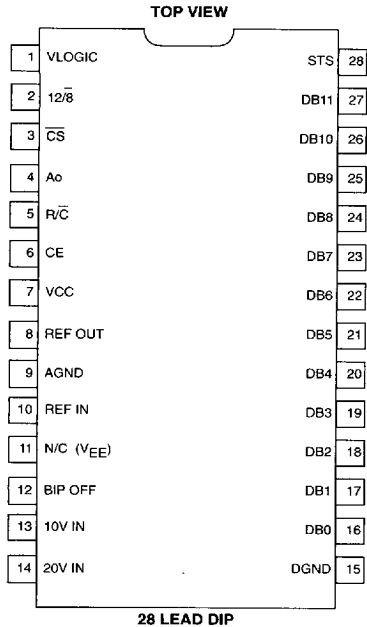 TOP VIEW
1 VLOGIC STS 28
2 12/8̅ DB11 27
3 C̅S̅ DB10 26
4 Ao DB9 25
5 R/C̅ DB8 24
6 CE DB7 23
7 VCC DB6 22
8 REF OUT DB5 21
9 AGND DB4 20
10 REF IN DB3 19
11 N/C (VEE) DB2 18
12 BIP OFF DB1 17
13 10V IN DB0 16
14 20V IN DGND 15
28 LEAD DIP